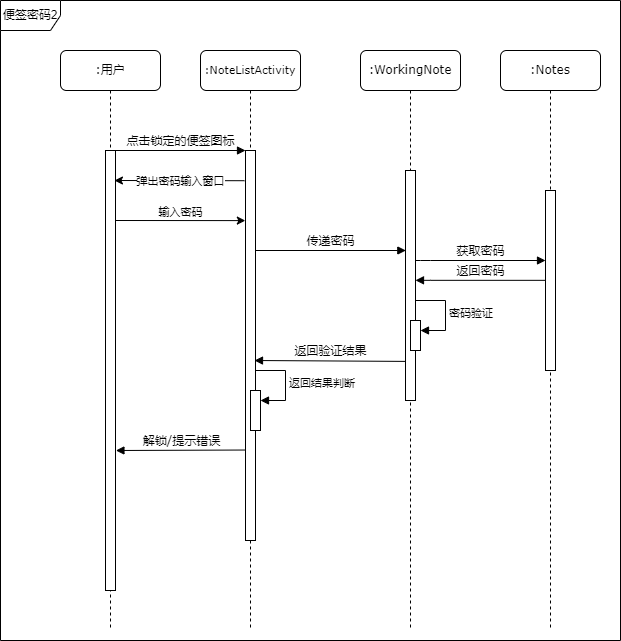 便签密码2
:用户
:NoteListActivity
:WorkingNote
:Notes
点击锁定的便签图标
弹出密码输入窗口
输入密码
传递密码
获取密码
返回密码
密码验证
返回验证结果
返回结果判断
解锁/提示错误